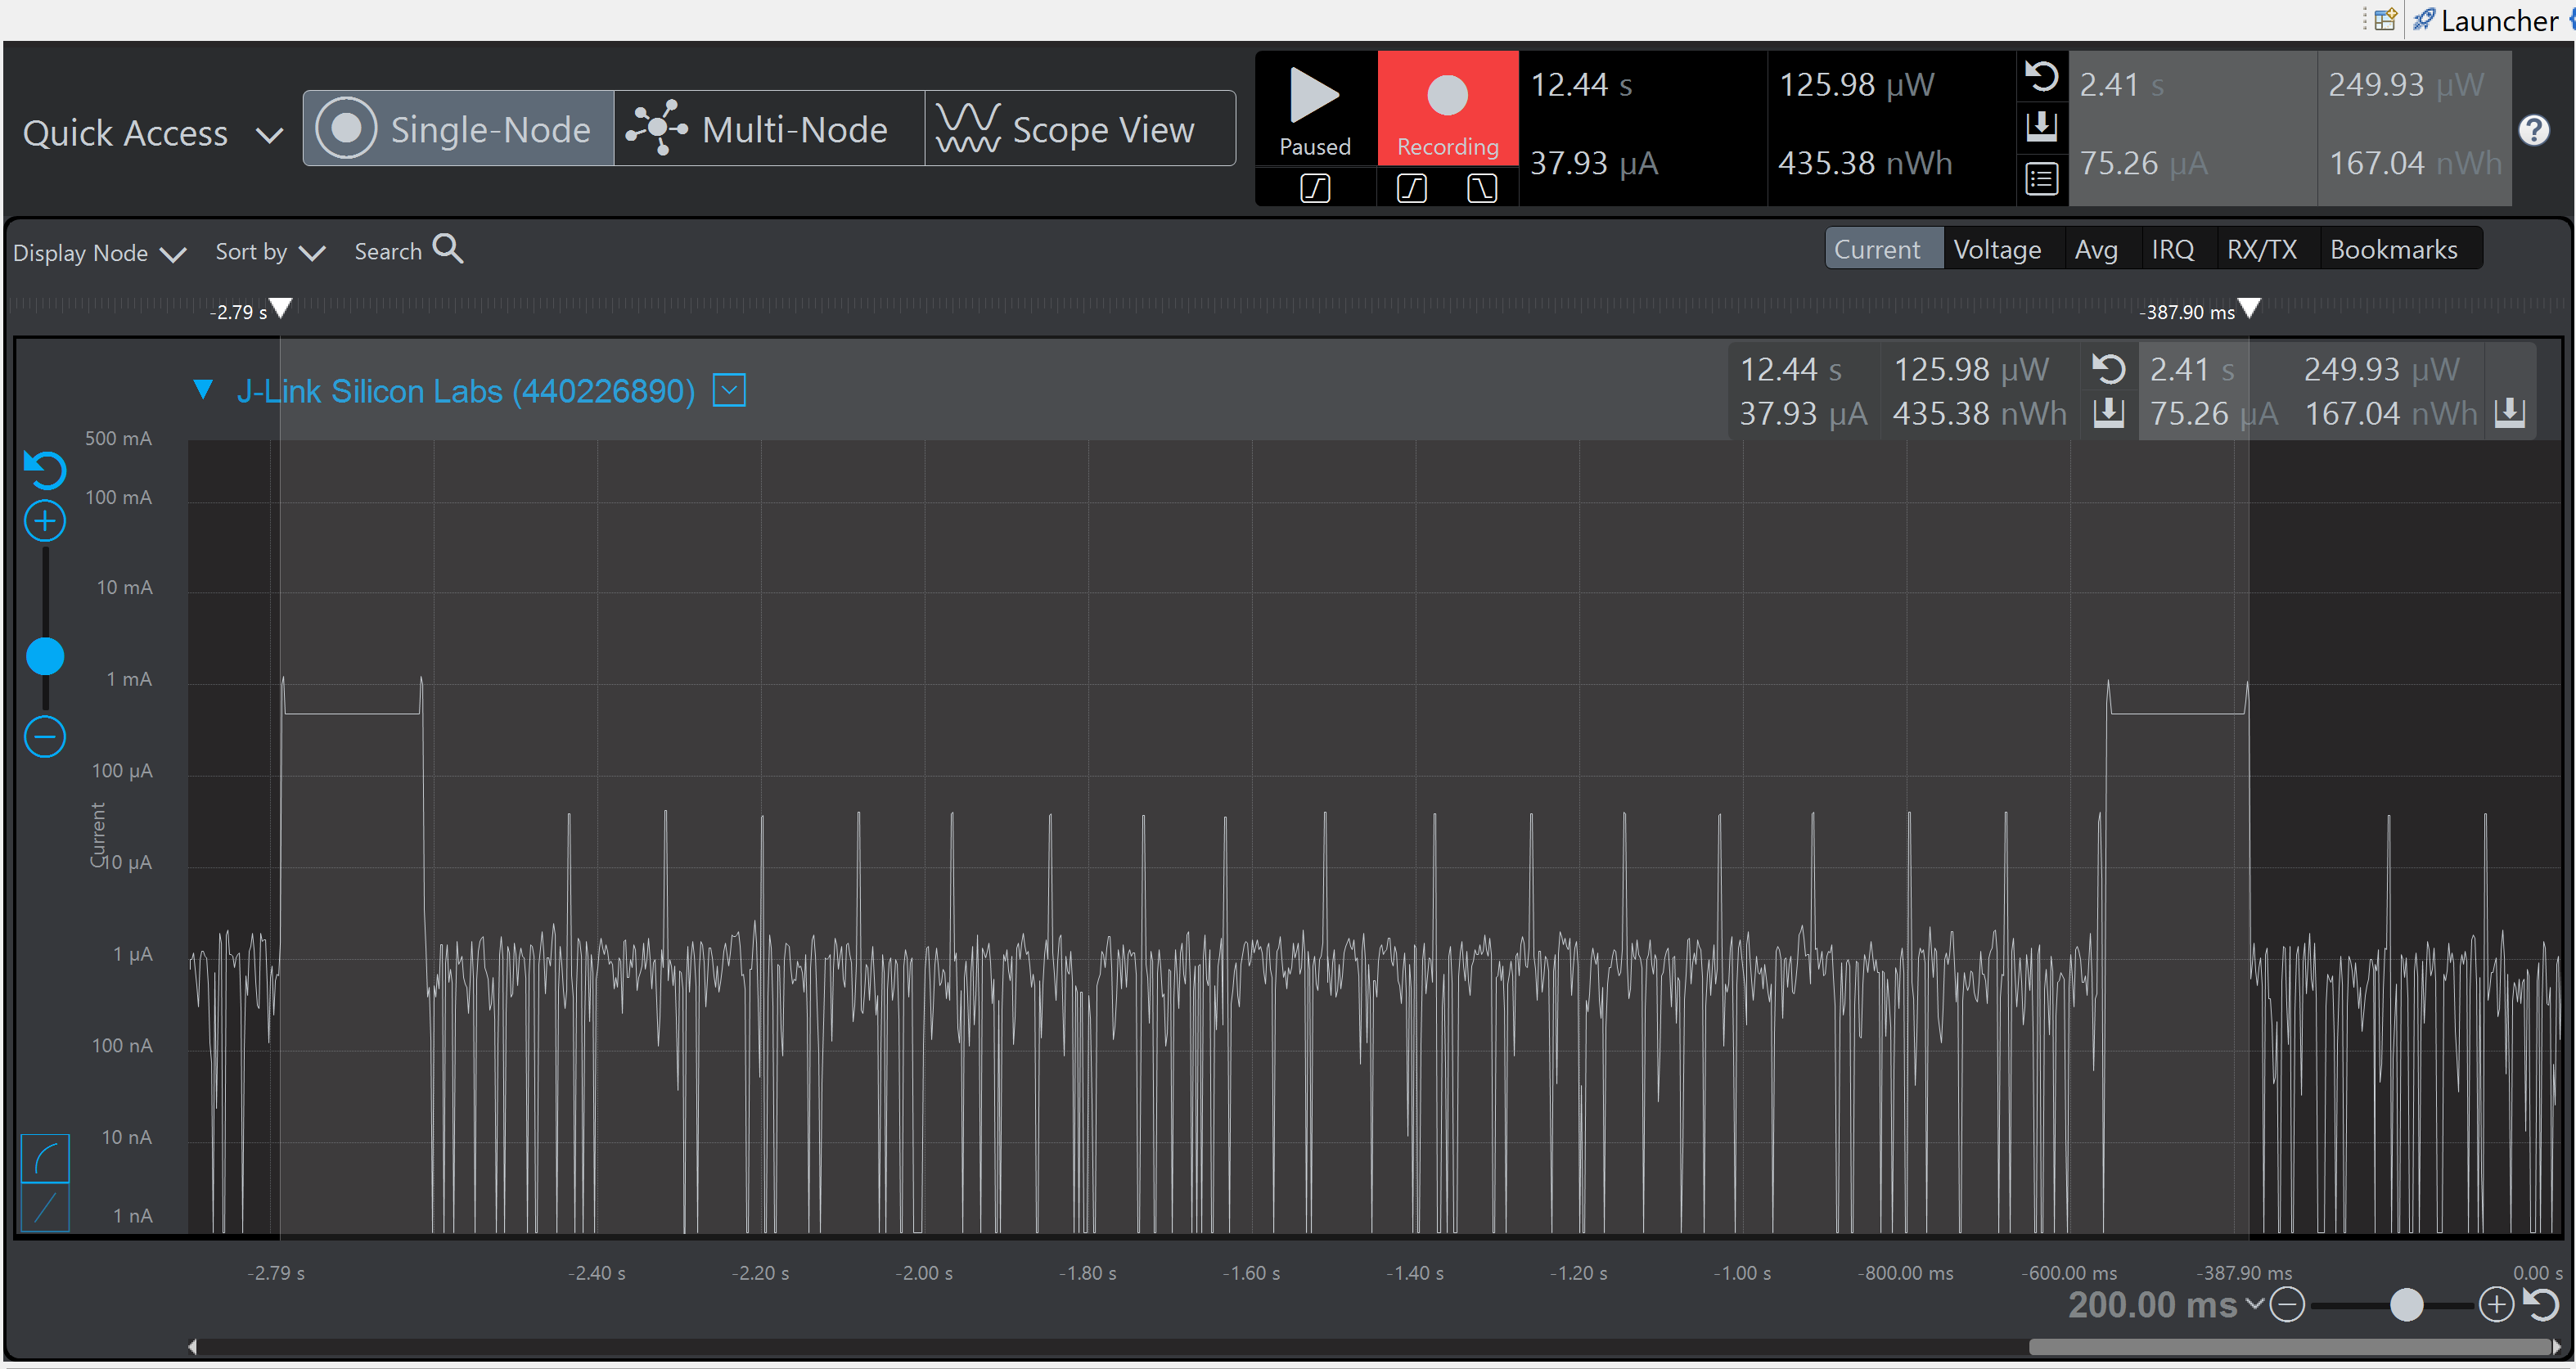 Launcher
Quick Access
Single-Node
Multi-Node
Scope View
Paused
Recording
12.44 s
125.98 µW
37.93 µA
435.38 nWh
2.41 s
249.93 µW
75.26 µA
167.04 nWh
Display Node
Sort by
Search
Current
Voltage
Avg
IRQ
RX/TX
Bookmarks
-2.79 s
-387.90 ms
J-Link Silicon Labs (440226890)
12.44 s
125.98 µW
2.41 s
249.93 µW
37.93 µA
435.38 nWh
75.26 µA
167.04 nWh
500 mA
100 mA
10 mA
1 mA
100 µA
Current
10 µA
1 µA
100 nA
10 nA
1 nA
-2.79 s
-2.40 s
-2.20 s
-2.00 s
-1.80 s
-1.60 s
-1.40 s
-1.20 s
-1.00 s
-800.00 ms
-600.00 ms
-387.90 ms
0.00 s
200.00 ms